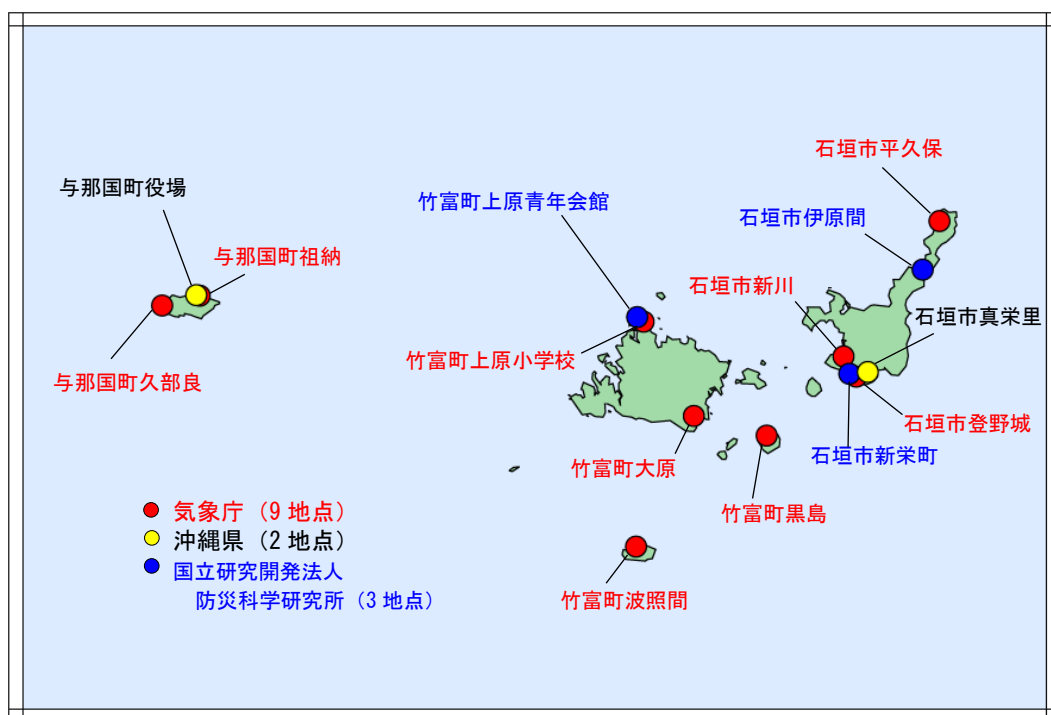 石垣市平久保
与那国町役場
竹富町上原青年会館
石垣市伊原間
与那国町祖納
石垣市新川
石垣市真栄里
竹富町上原小学校
与那国町久部良
石垣市登野城
石垣市新栄町
竹富町大原
竹富町黒島
気象庁（9 地点）
沖縄県（2 地点）
国立研究開発法人
防災科学研究所（3 地点）
竹富町波照間